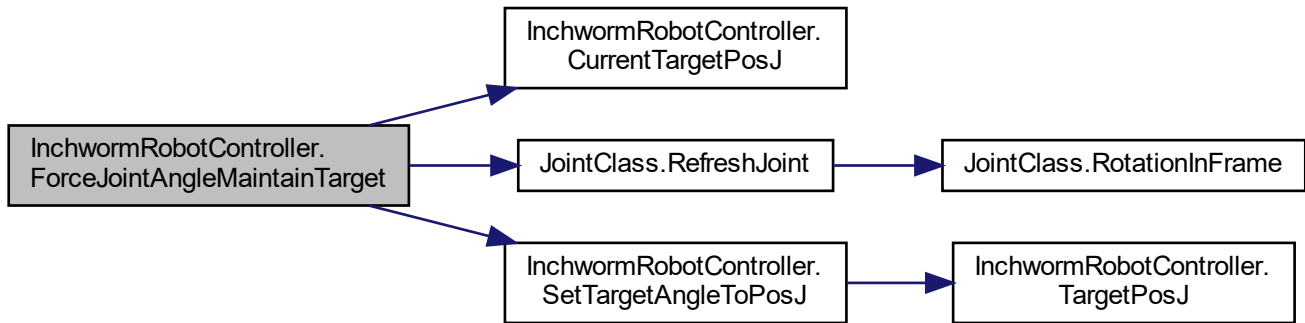 InchwormRobotController.
CurrentTargetPosJ
InchwormRobotController.
ForceJointAngleMaintainTarget
JointClass.RefreshJoint
JointClass.RotationInFrame
InchwormRobotController.
SetTargetAngleToPosJ
InchwormRobotController.
TargetPosJ